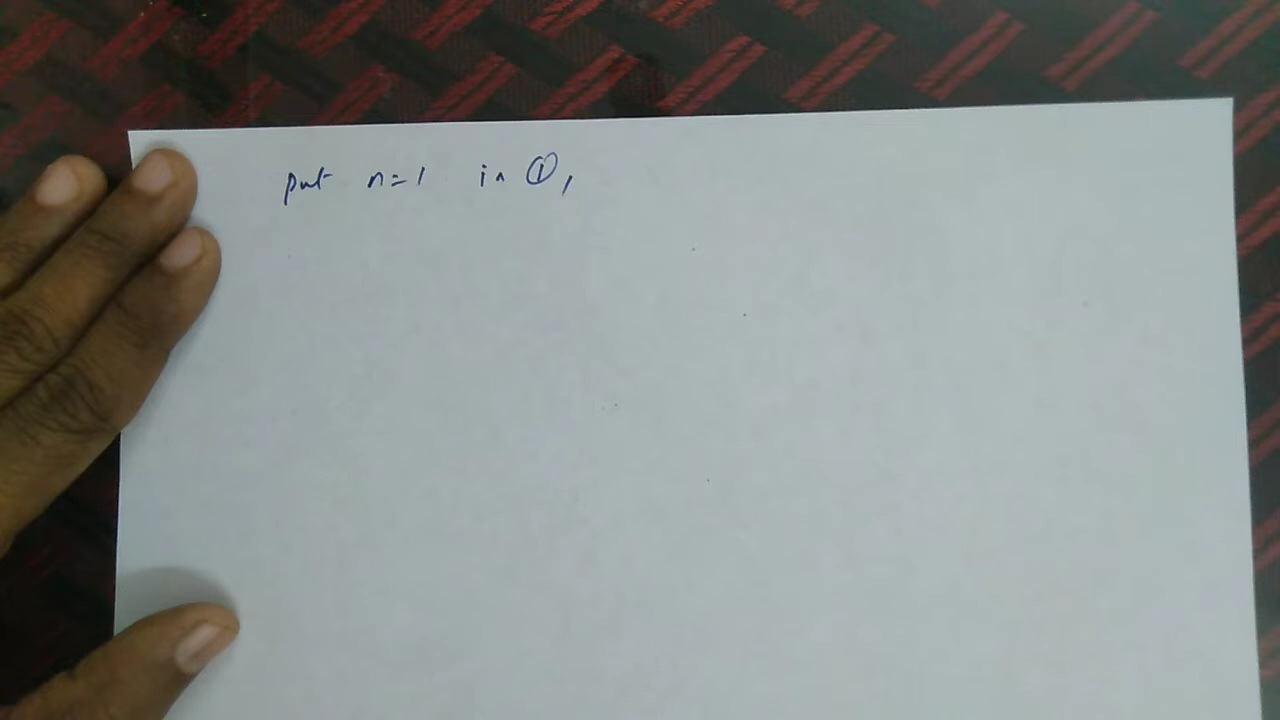 put n=1 in ①,